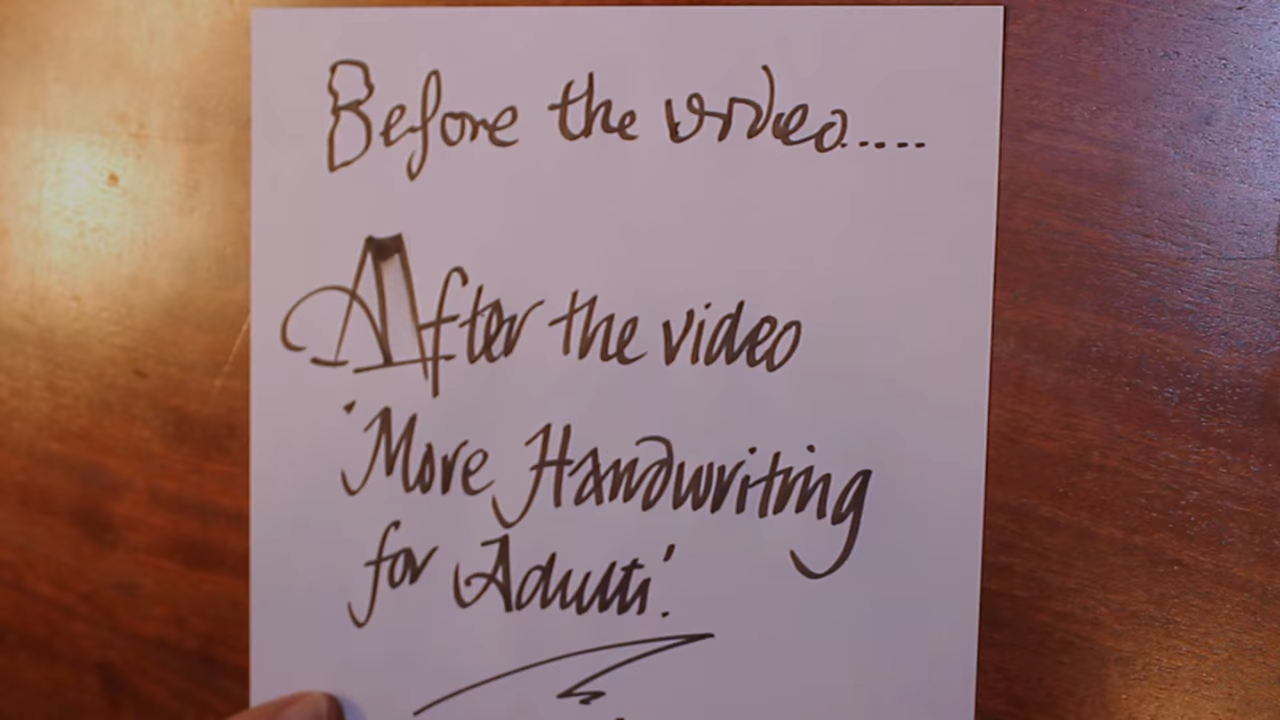 Before the video.....
After the video
'More Handwriting
for Adults'.